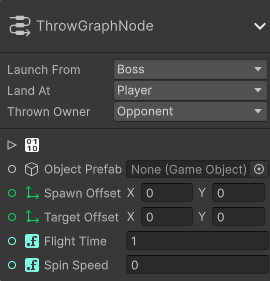 ThrowGraphNode
Launch From Boss
Land At Player
Thrown Owner Opponent
01
10
Object Prefab None (Game Object)
Spawn Offset X 0 Y 0
Target Offset X 0 Y 0
.f Flight Time 1
.f Spin Speed 0